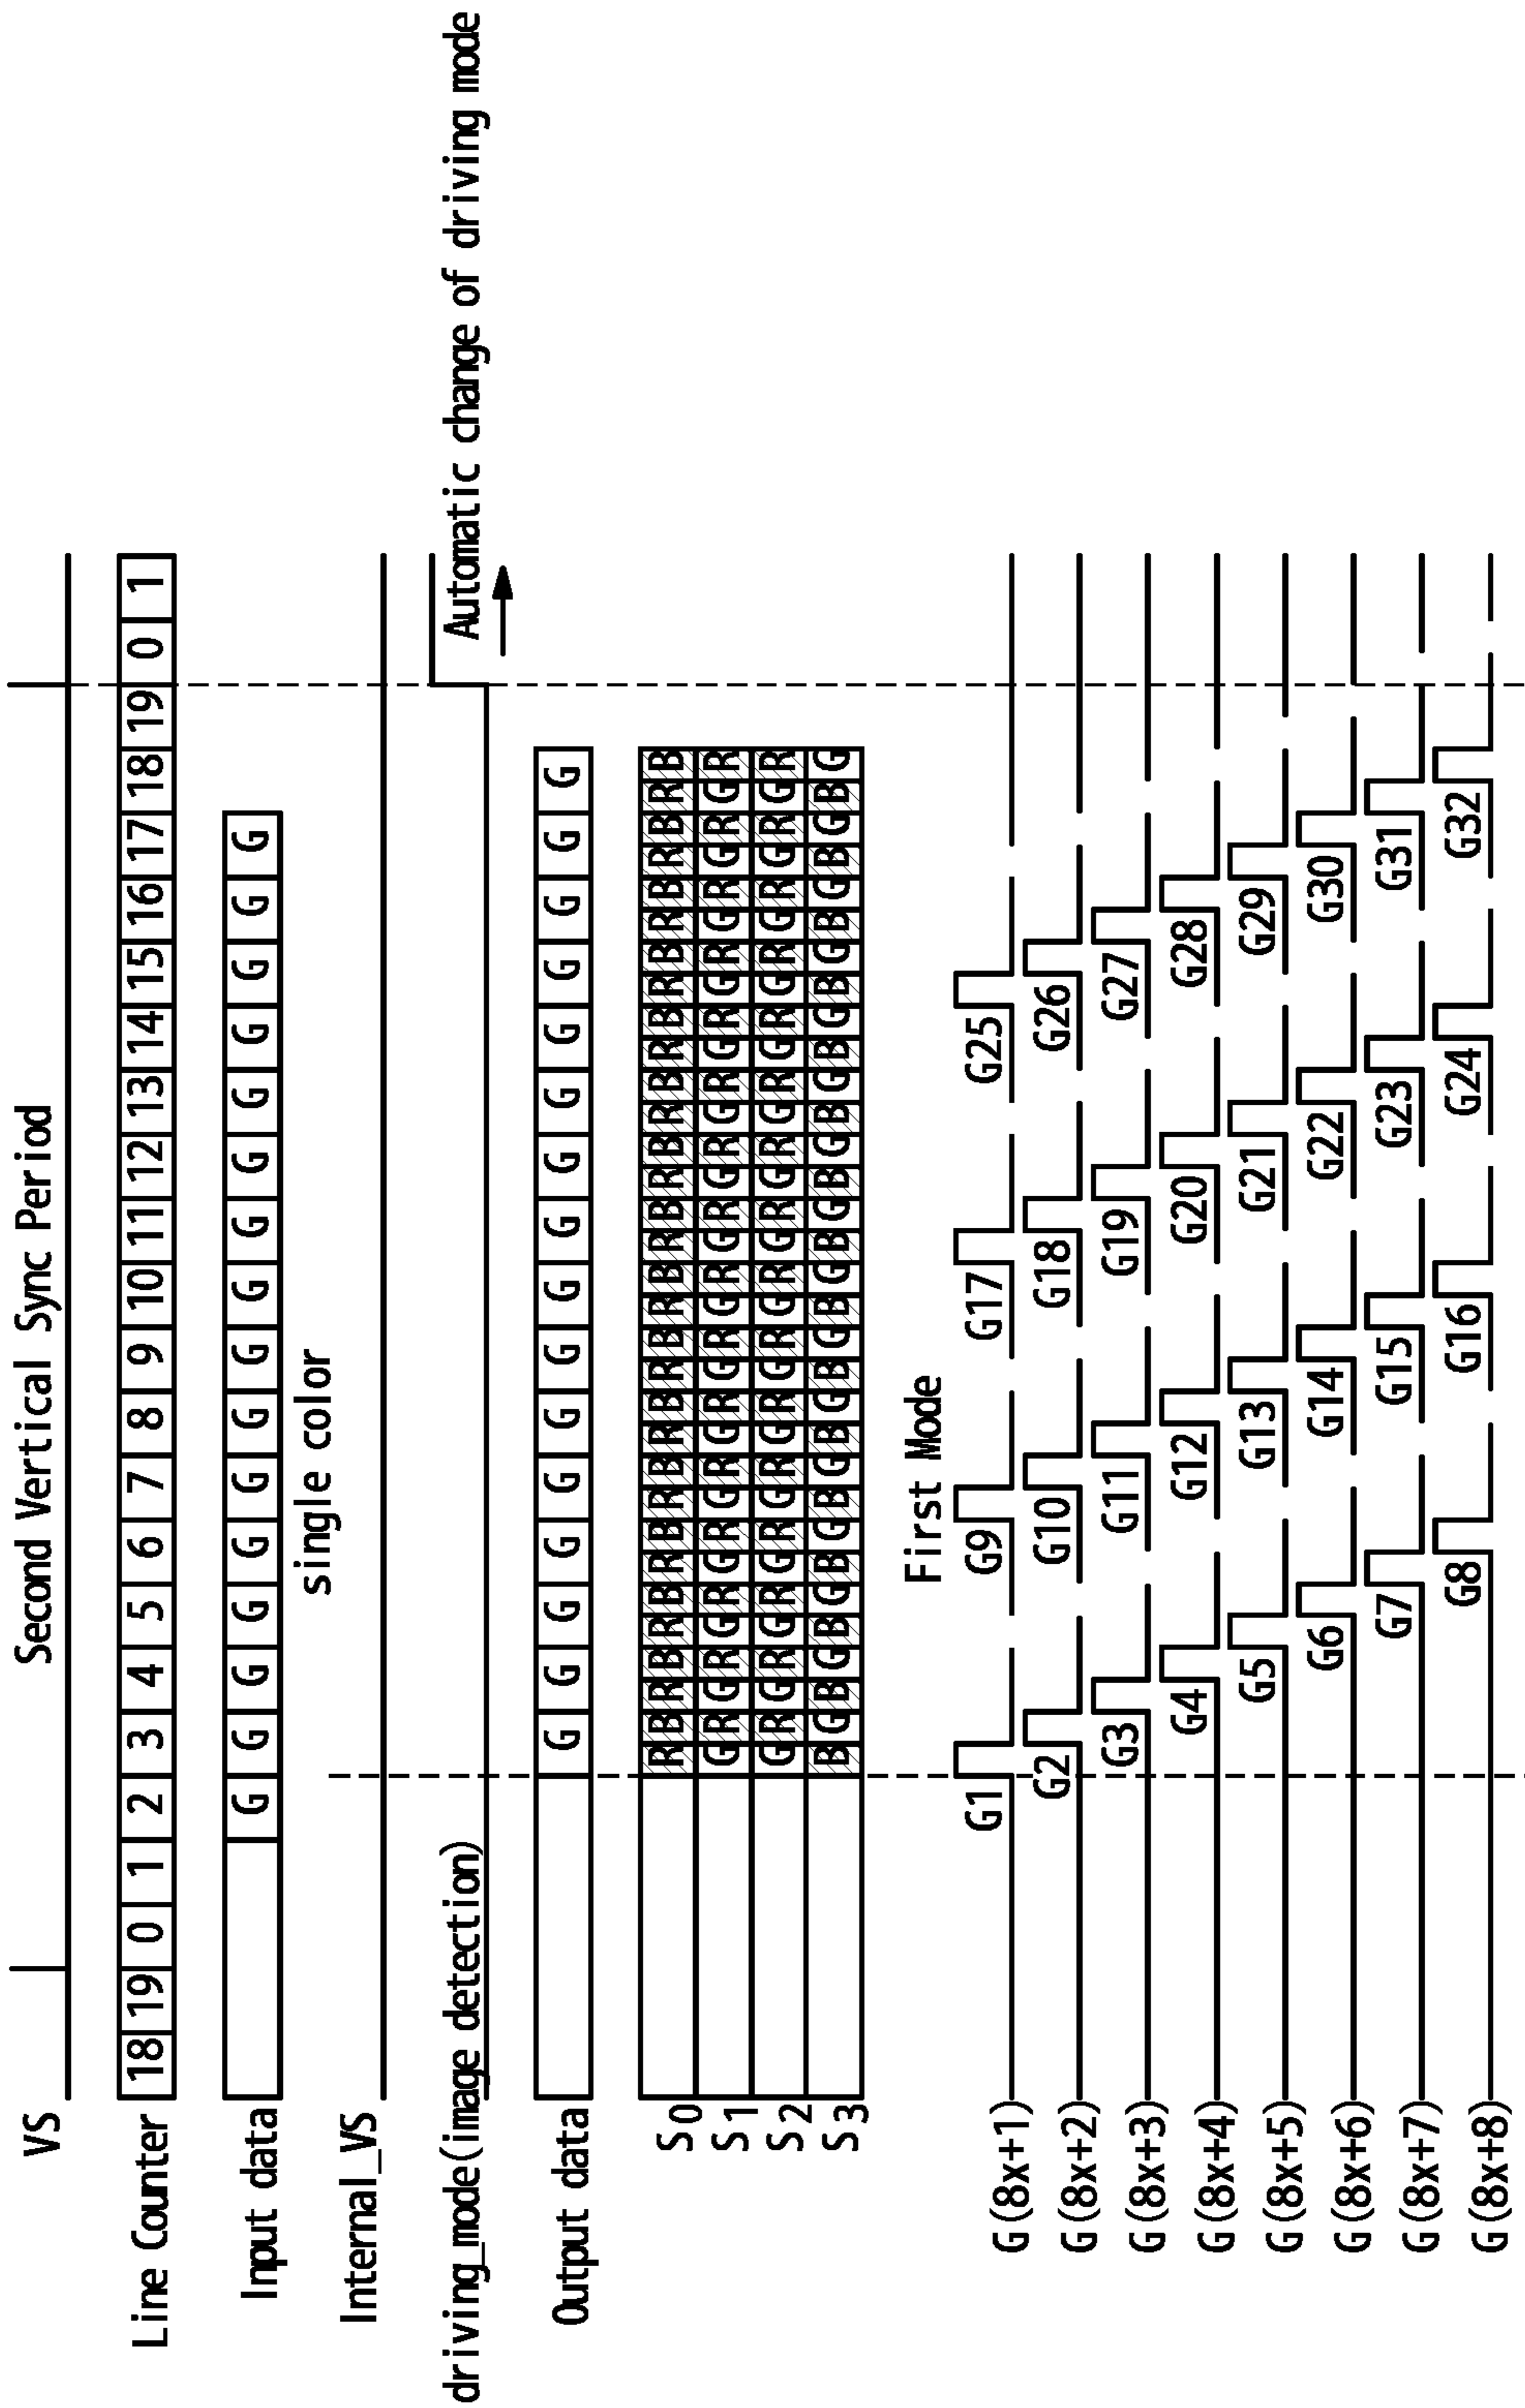 Second Vertical Sync Period
VS
Line Counter 18 19 0 1 2 3 4 5 6 7 8 9 10 11 12 13 14 15 16 17 18 19 0 1
Input data G G G G G G G G G G G G G G G G
single color
Internal_VS
driving_mode(image detection)
Automatic change of driving mode
Output data G G G G G G G G G G G G G G G G
S0 R B R B R B R B R B R B R B R B R B R B R B R B R B R B R B R B
S1 G R G R G R G R G R G R G R G R G R G R G R G R G R G R G R G R
S2 G R G R G R G R G R G R G R G R G R G R G R G R G R G R G R G R
S3 B G B G B G B G B G B G B G B G B G B G B G B G B G B G B G B G
First Mode
G(8x+1) G1 G9 G17 G25
G(8x+2) G2 G10 G18 G26
G(8x+3) G3 G11 G19 G27
G(8x+4) G4 G12 G20 G28
G(8x+5) G5 G13 G21 G29
G(8x+6) G6 G14 G22 G30
G(8x+7) G7 G15 G23 G31
G(8x+8) G8 G16 G24 G32